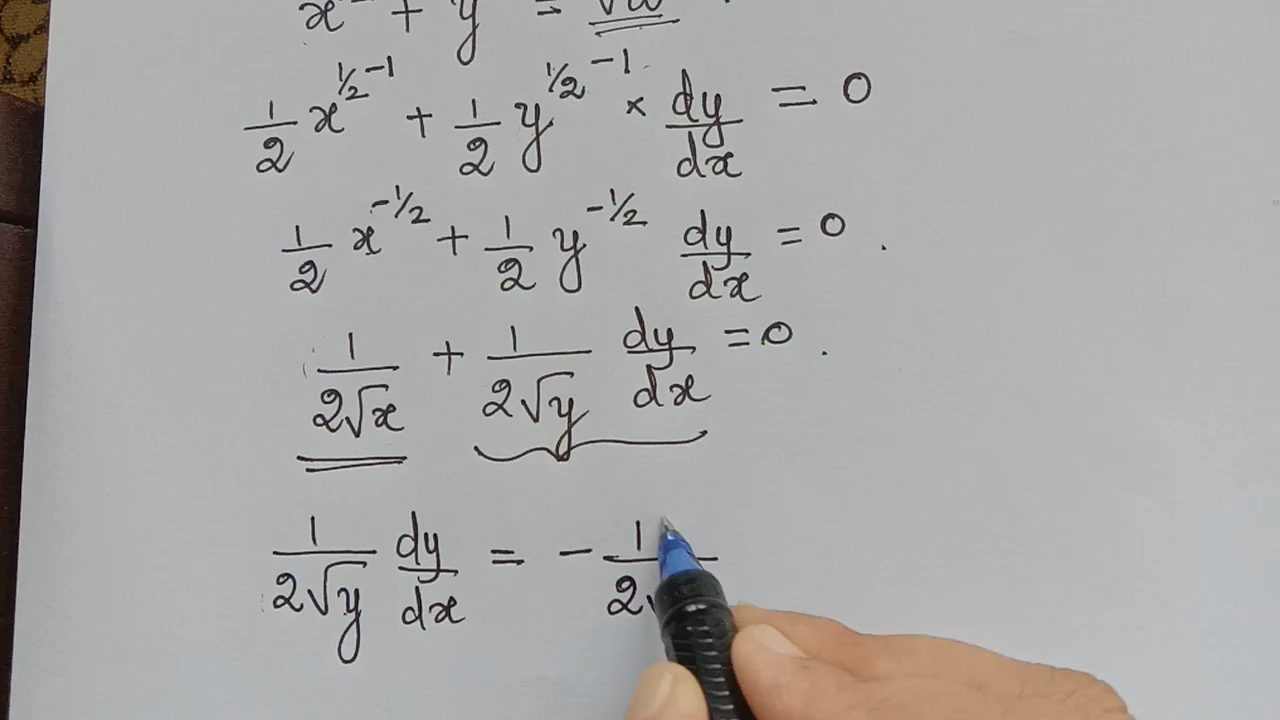 x + y = √
1/2 x^(1/2 -1) + 1/2 y^(1/2 -1) × dy/dx = 0
1/2 x^(-1/2) + 1/2 y^(-1/2) dy/dx = 0 .
1/(2√x) + 1/(2√y) dy/dx = 0 .
1/(2√y) dy/dx = - 1/2